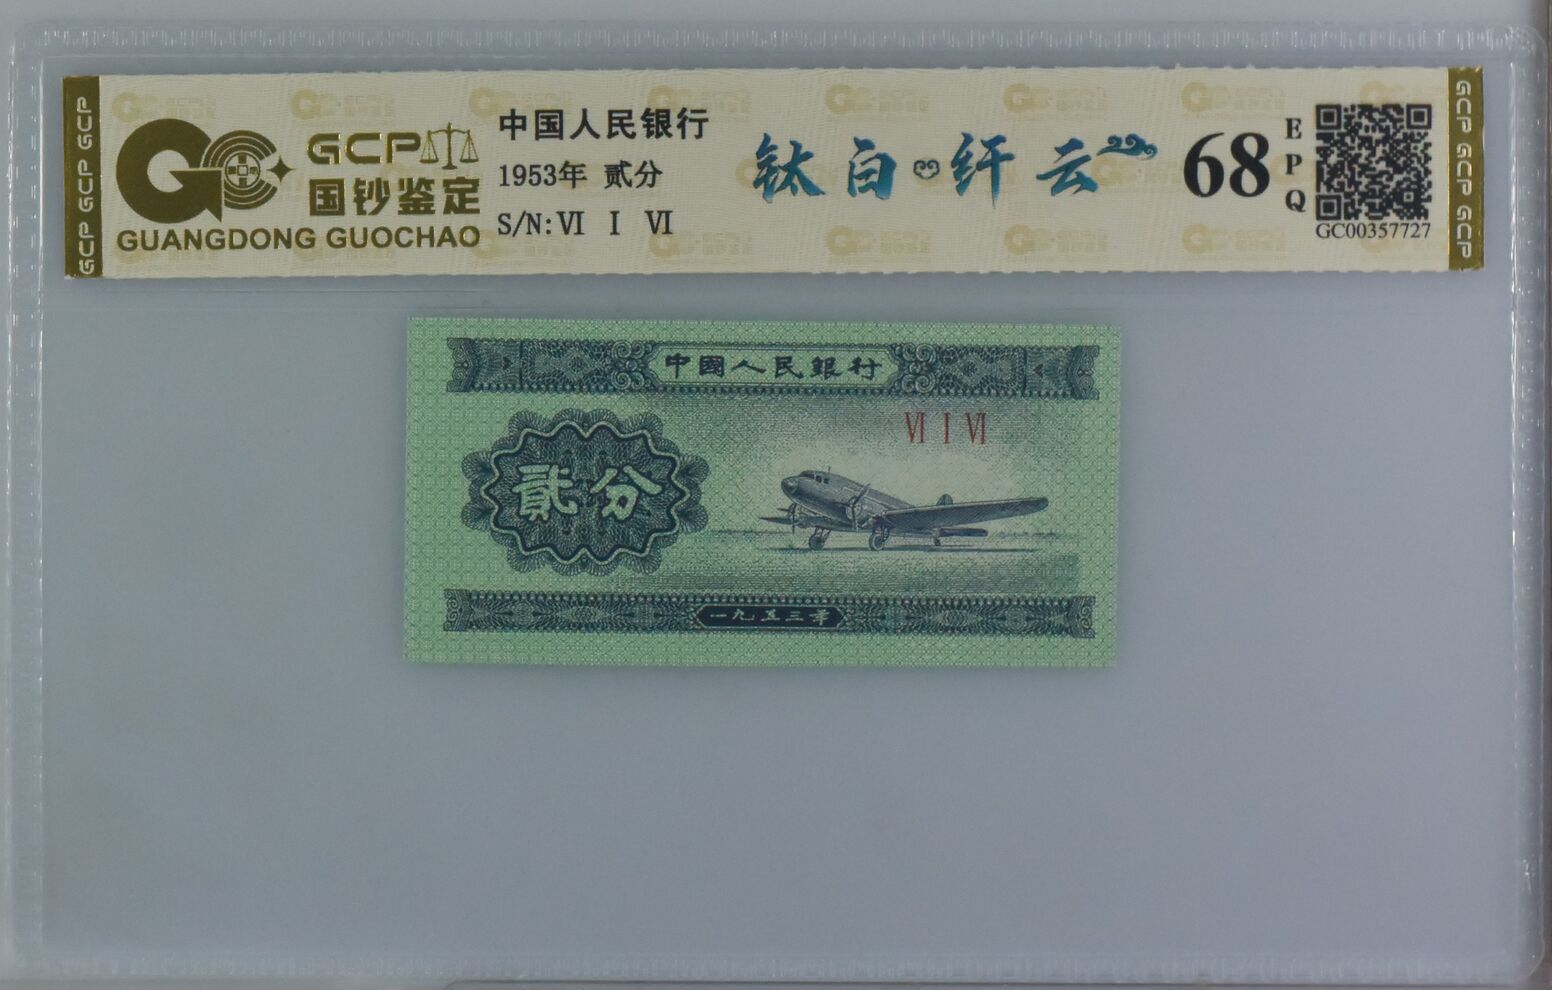 GCP GCP GCP
GCP
国钞鉴定
GUANGDONG GUOCHAO
中国人民银行
1953年 贰分
S/N: Ⅵ Ⅰ Ⅵ
钛白 纤云
68
EPQ
GC00357727
GCP GCP GCP
中國人民銀行
Ⅵ Ⅰ Ⅵ
貳分
一九五三年